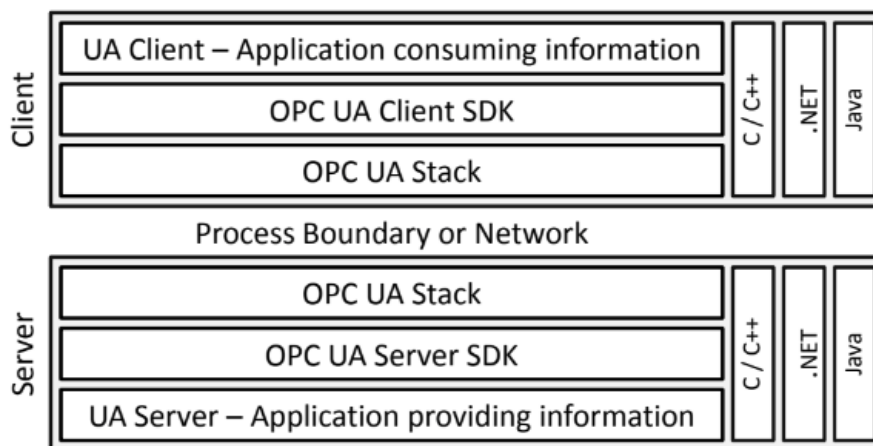 Client
UA Client – Application consuming information
OPC UA Client SDK
OPC UA Stack
C / C++
.NET
Java
Process Boundary or Network
Server
OPC UA Stack
OPC UA Server SDK
UA Server – Application providing information
C / C++
.NET
Java